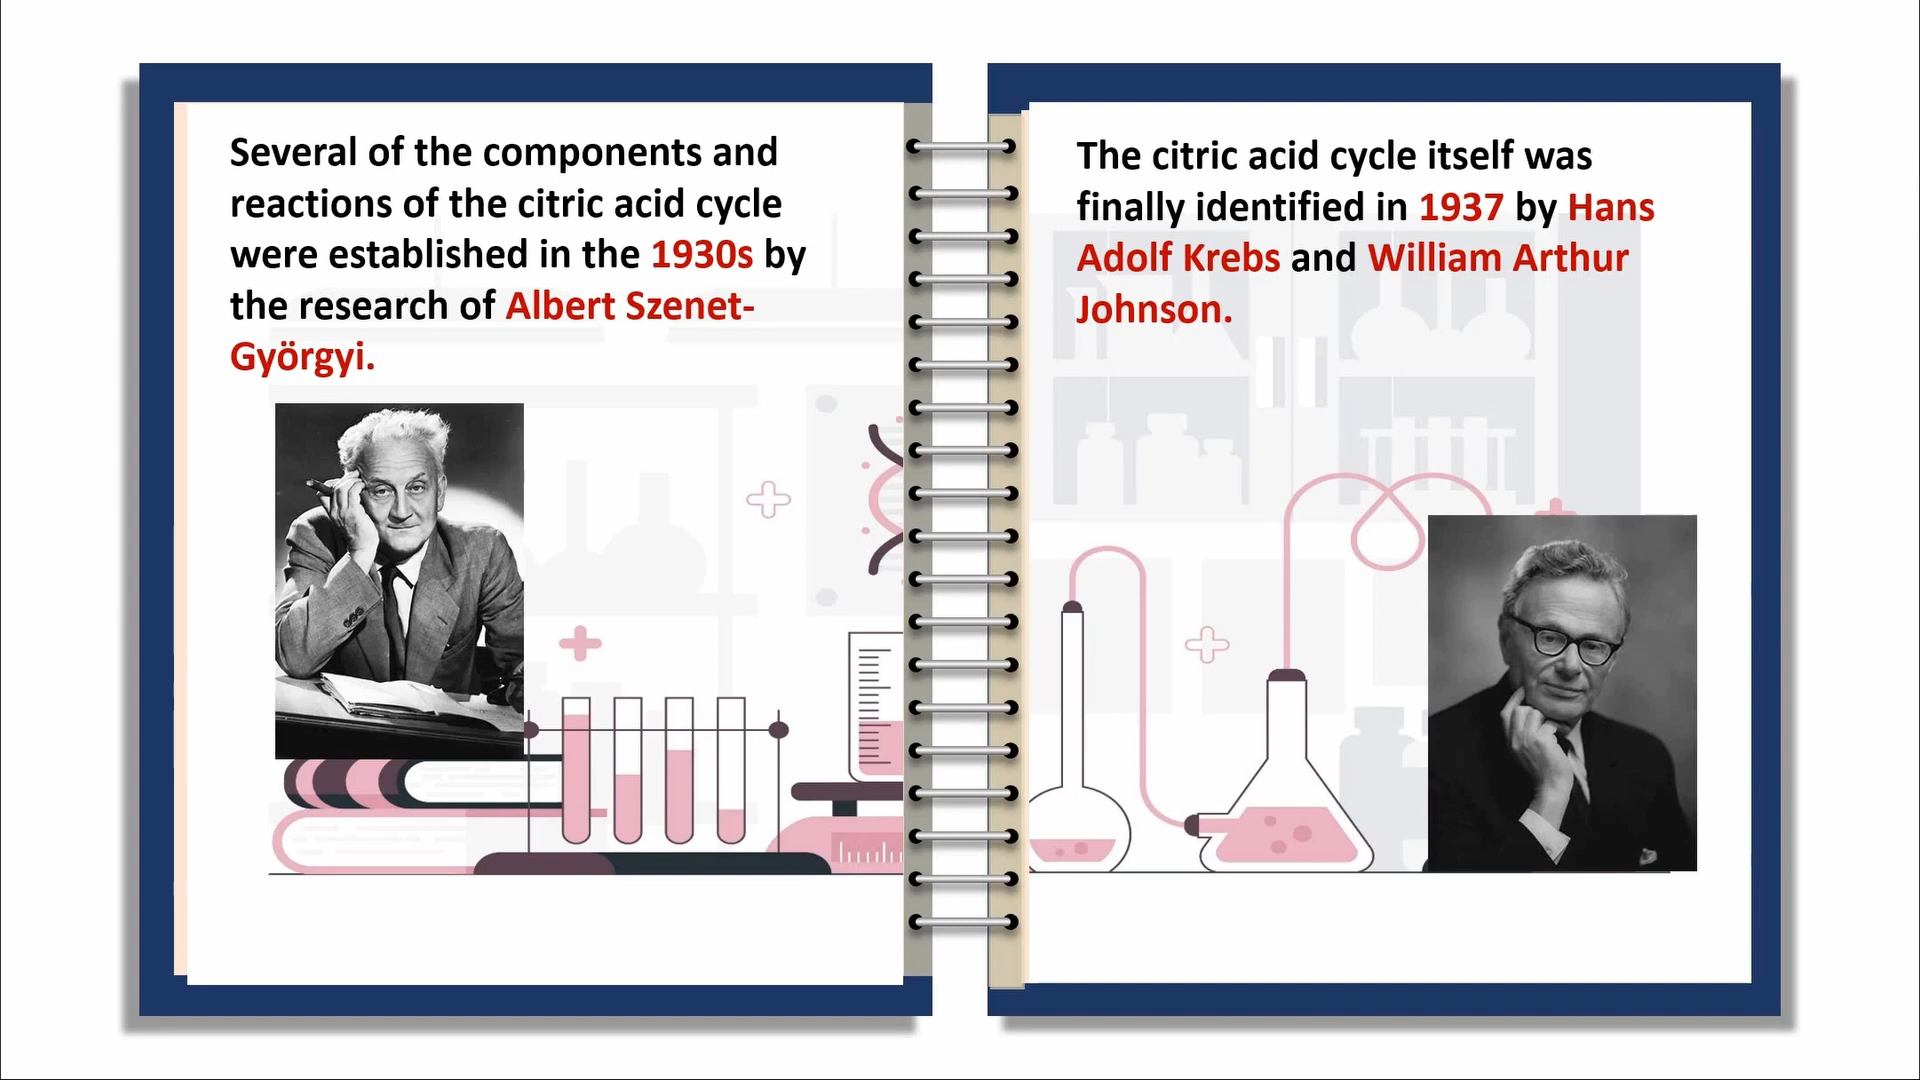 Several of the components and
reactions of the citric acid cycle
were established in the 1930s by
the research of Albert Szenet-
Györgyi.
The citric acid cycle itself was
finally identified in 1937 by Hans
Adolf Krebs and William Arthur
Johnson.